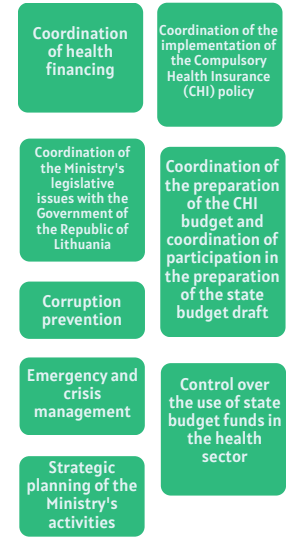 Coordination
of health
financing
Coordination of the
implementation of
the Compulsory
Health Insurance
(CHI) policy
Coordination of
the Ministry's
legislative
issues with the
Government of
the Republic of
Lithuania
Coordination of
the preparation
of the CHI
budget and
coordination of
participation in
the preparation
of the state
budget draft
Corruption
prevention
Emergency and
crisis
management
Control over
the use of state
budget funds in
the health
sector
Strategic
planning of the
Ministry's
activities